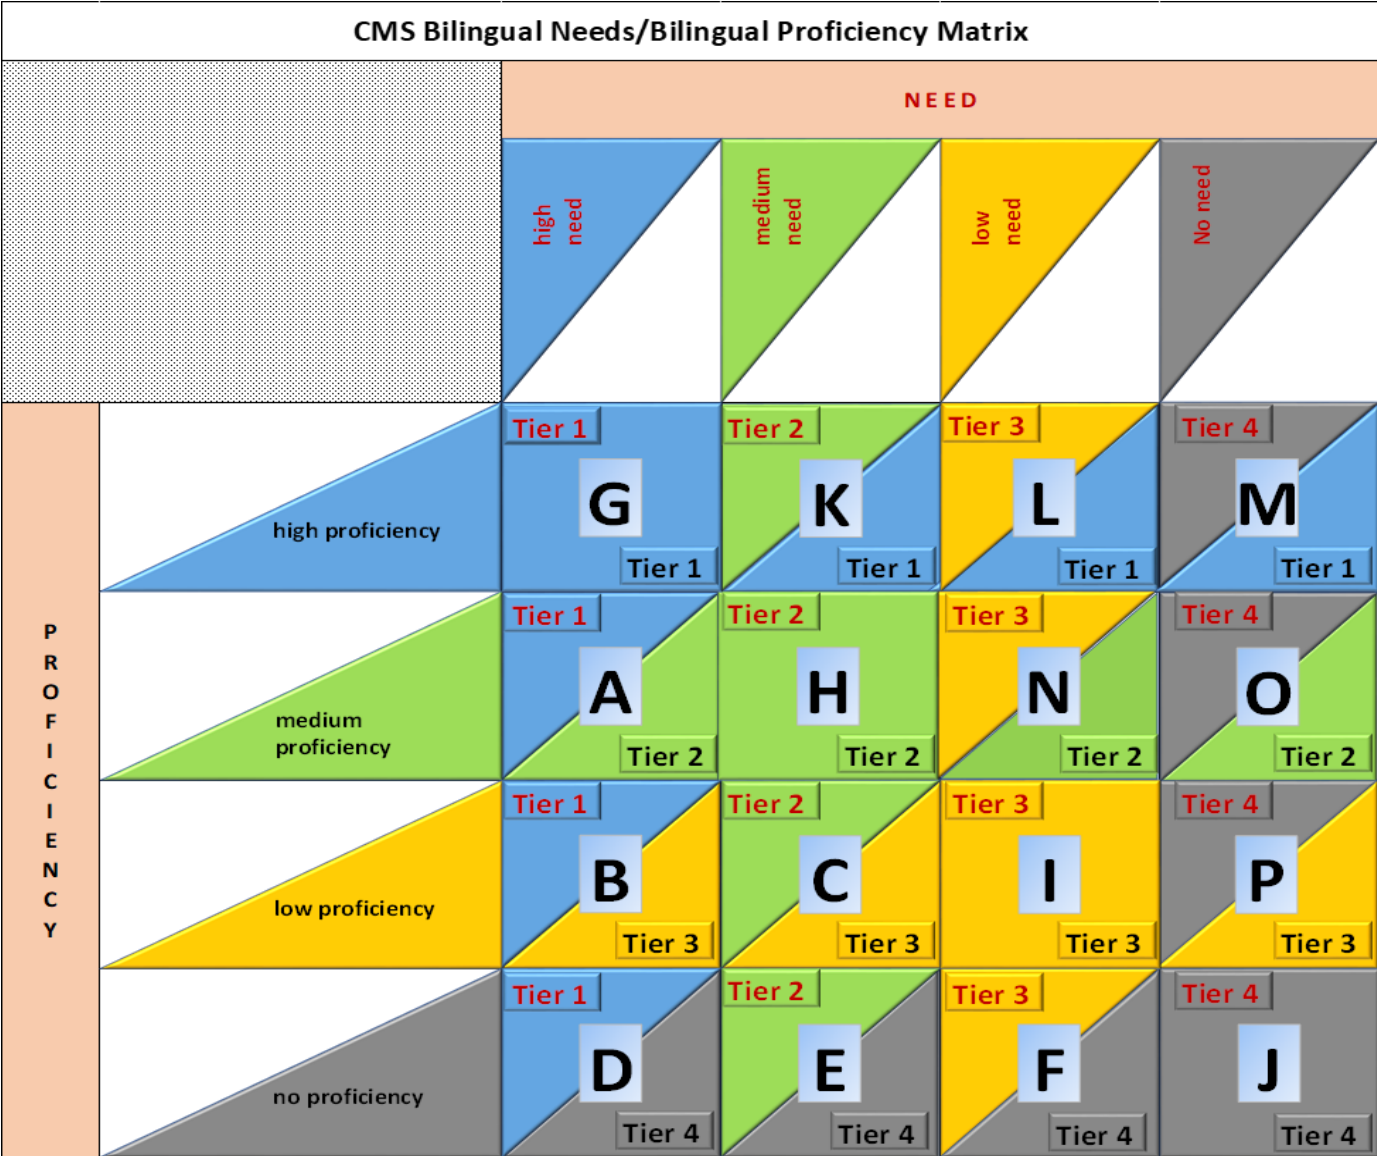 CMS Bilingual Needs/Bilingual Proficiency Matrix
NEED
high
need
medium
need
low
need
No need
PROFICIENCY
high proficiency
Tier 1
G
Tier 1
Tier 2
K
Tier 1
Tier 3
L
Tier 1
Tier 4
M
Tier 1
medium
proficiency
Tier 1
A
Tier 2
Tier 2
H
Tier 2
Tier 3
N
Tier 2
Tier 4
O
Tier 2
low proficiency
Tier 1
B
Tier 3
Tier 2
C
Tier 3
Tier 3
I
Tier 3
Tier 4
P
Tier 3
no proficiency
Tier 1
D
Tier 4
Tier 2
E
Tier 4
Tier 3
F
Tier 4
Tier 4
J
Tier 4